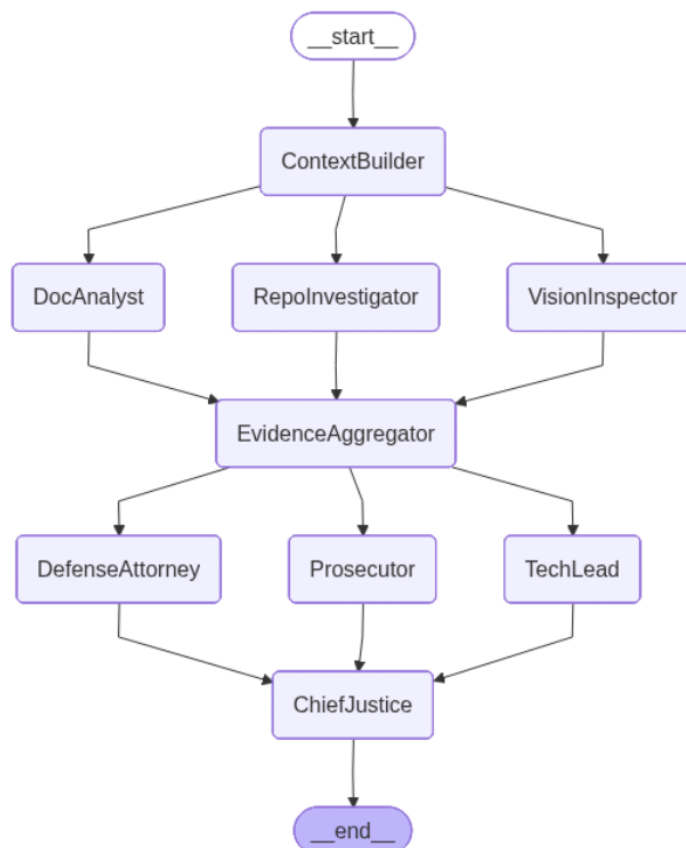 __start__
ContextBuilder
DocAnalyst
RepoInvestigator
VisionInspector
EvidenceAggregator
DefenseAttorney
Prosecutor
TechLead
ChiefJustice
__end__